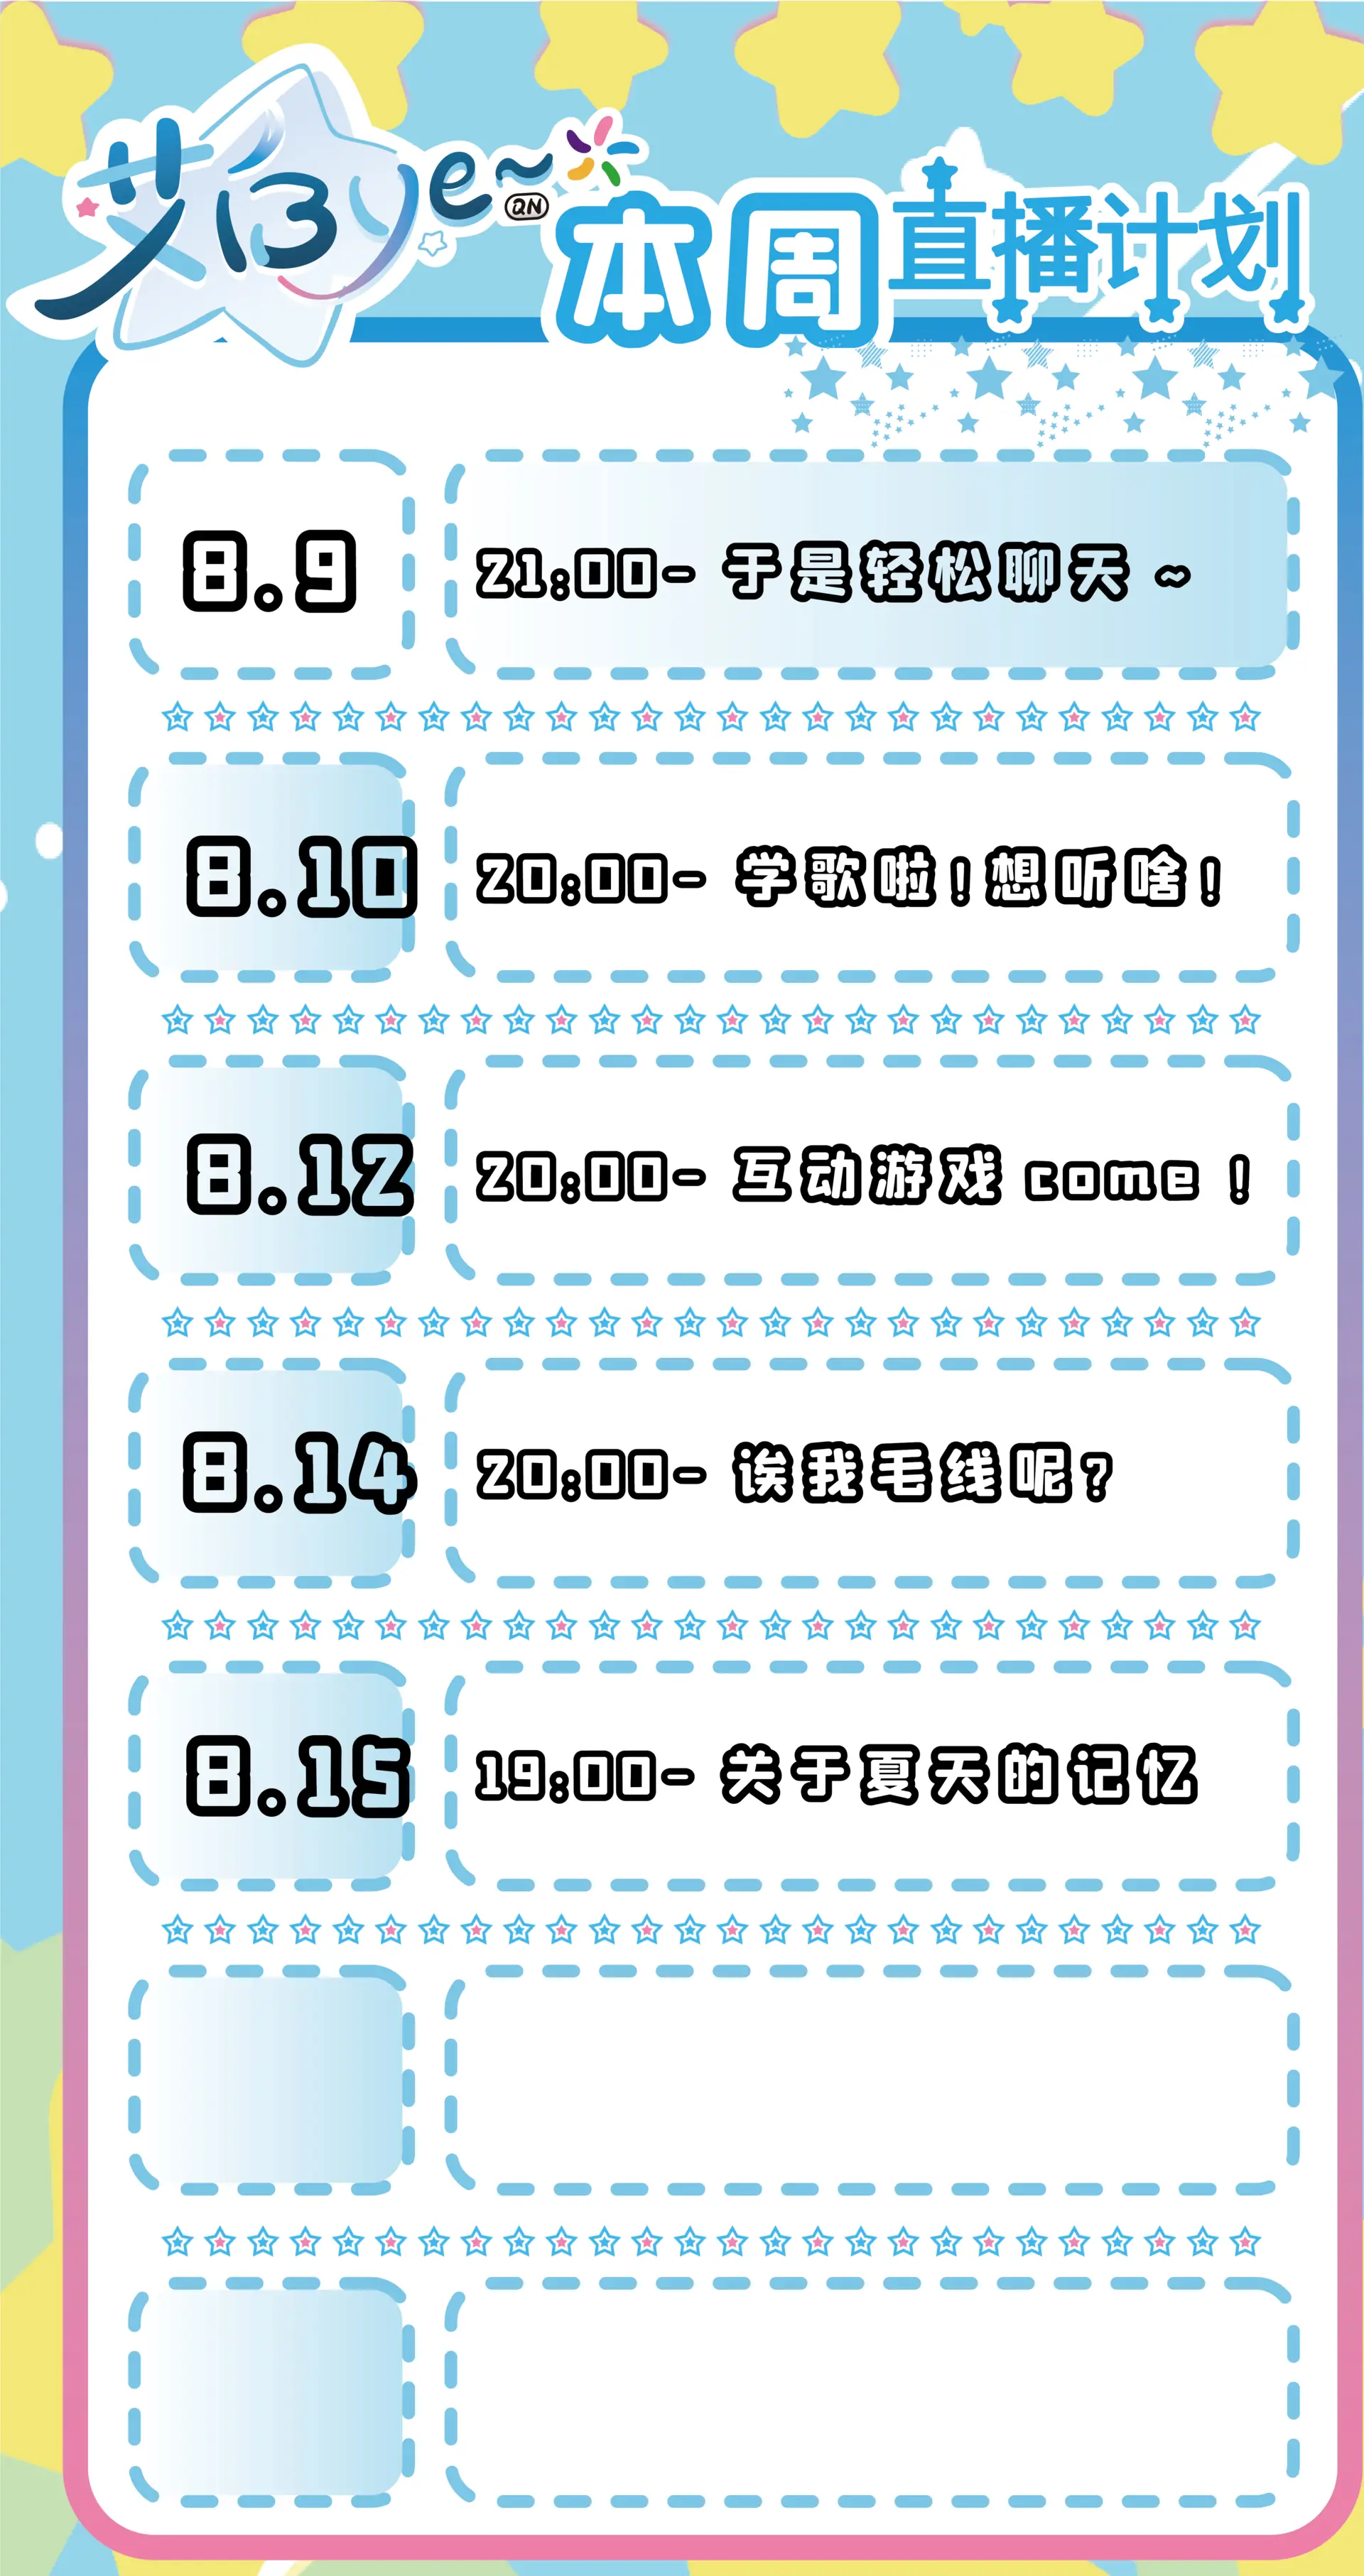 艾白ye~
QN
本周直播计划
8.9
21:00- 于是轻松聊天 ~
8.10
20:00- 学歌啦!想听啥!
8.12
20:00- 互动游戏 come !
8.14
20:00- 诶我毛线呢?
8.15
19:00- 关于夏天的记忆